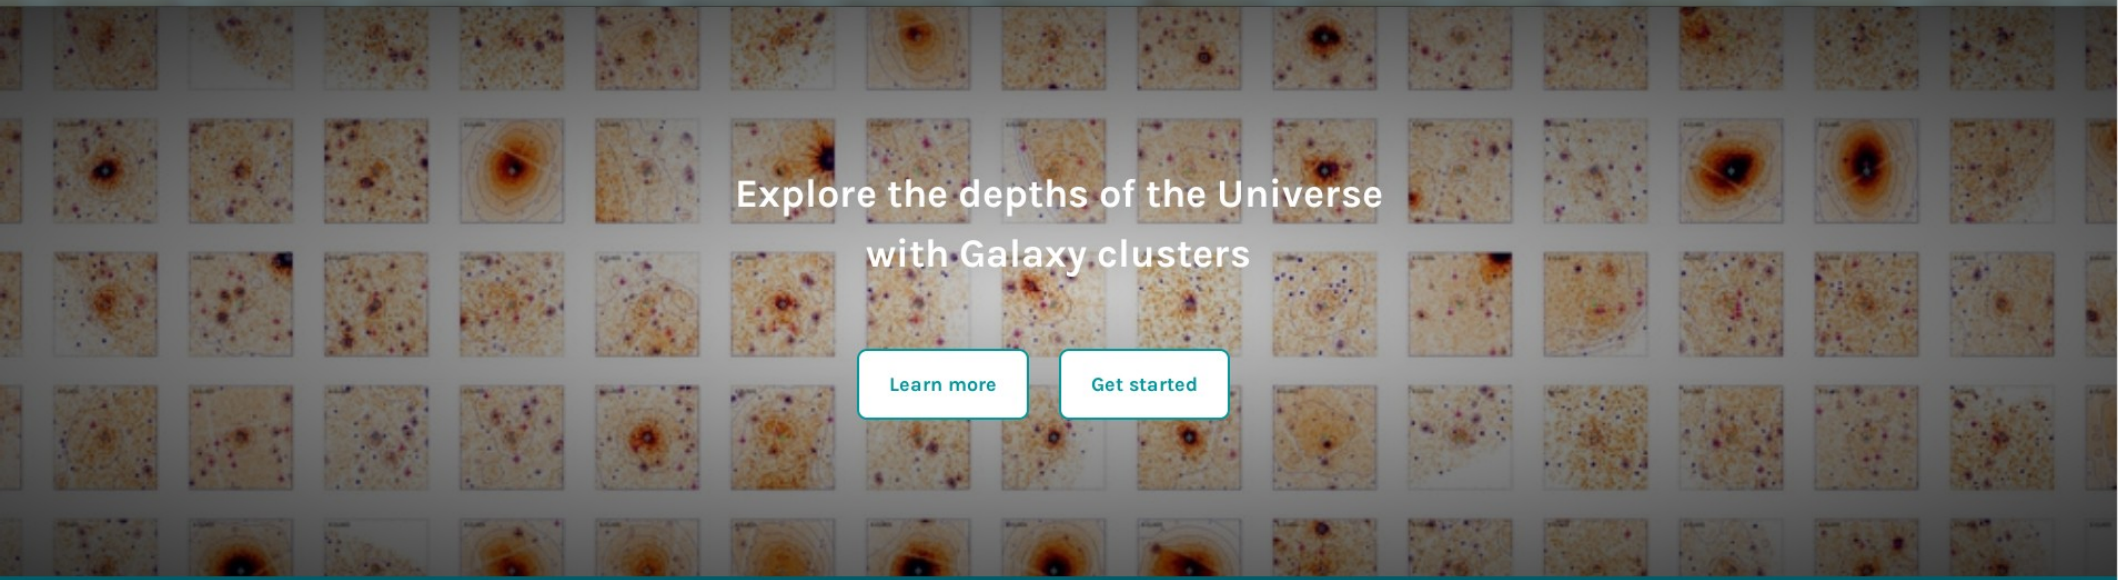 Explore the depths of the Universe
with Galaxy clusters
Learn more
Get started